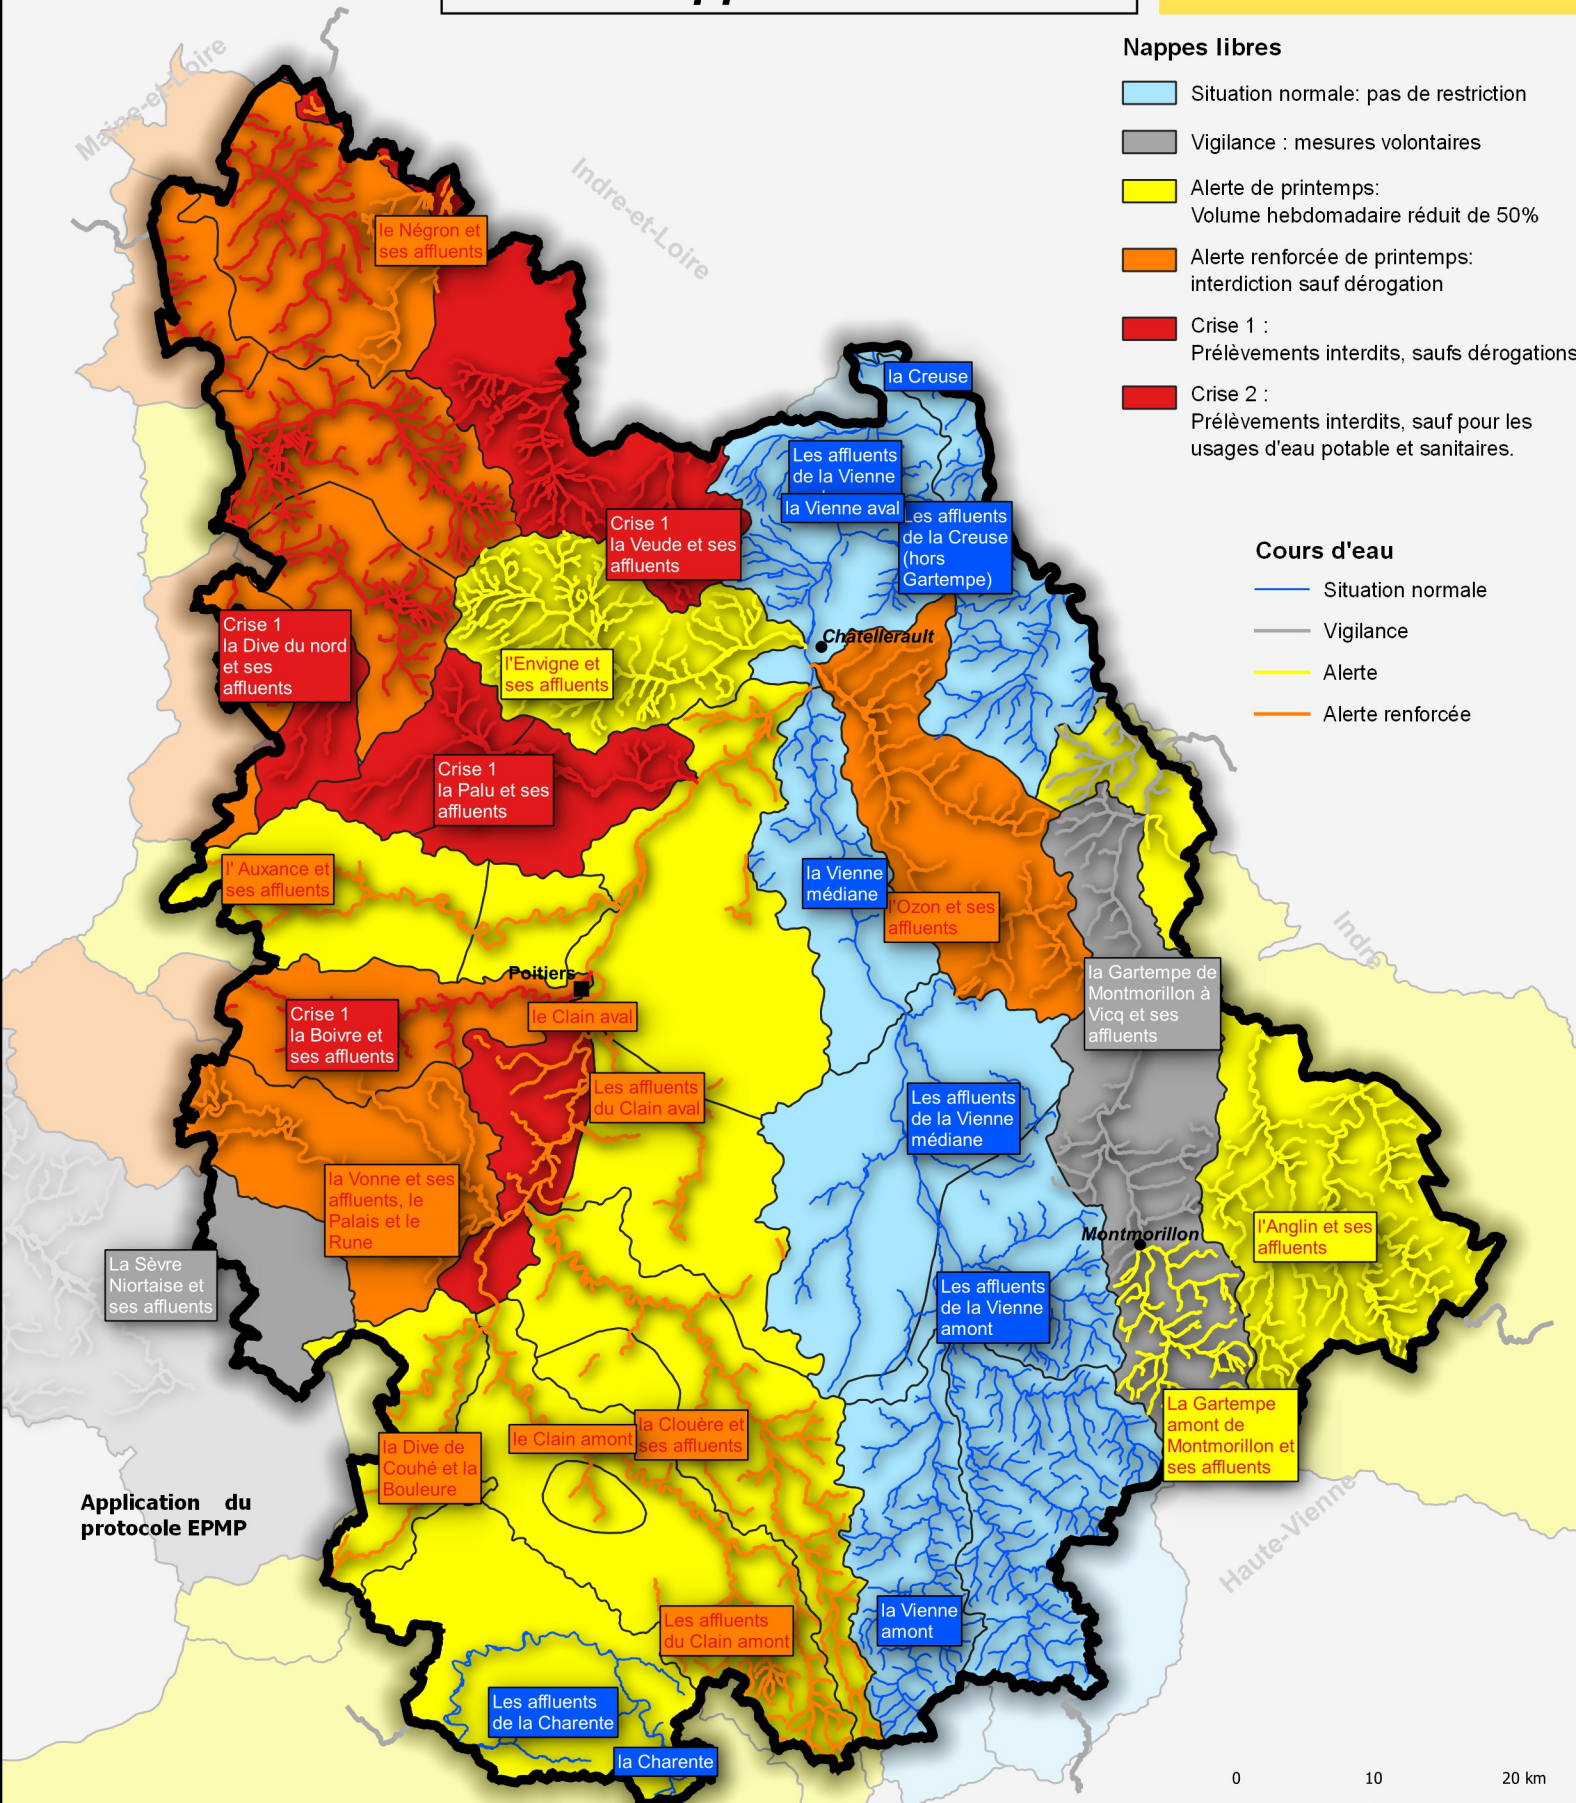 Nappes libres
Situation normale: pas de restriction
Vigilance : mesures volontaires
Alerte de printemps:
Volume hebdomadaire réduit de 50%
Alerte renforcée de printemps:
interdiction sauf dérogation
Crise 1 :
Prélèvements interdits, saufs dérogations
Crise 2 :
Prélèvements interdits, sauf pour les
usages d'eau potable et sanitaires.
Cours d'eau
Situation normale
Vigilance
Alerte
Alerte renforcée
Maine-et-Loire
Indre-et-Loire
le Négron et
ses affluents
la Creuse
Les affluents
de la Vienne
la Vienne aval
Les affluents
de la Creuse
(hors
Gartempe)
Crise 1
la Veude et ses
affluents
Crise 1
la Dive du nord
et ses
affluents
l'Envigne et
ses affluents
Châtellerault
Crise 1
la Palu et ses
affluents
l' Auxance et
ses affluents
la Vienne
médiane
l'Ozon et ses
affluents
Indre
la Gartempe de
Montmorillon à
Vicq et ses
affluents
Poitiers
le Clain aval
Crise 1
la Boivre et
ses affluents
Les affluents
du Clain aval
Les affluents
de la Vienne
médiane
la Vonne et ses
affluents, le
Palais et le
Rune
Montmorillon
l'Anglin et ses
affluents
La Sèvre
Niortaise et
ses affluents
Les affluents
de la Vienne
amont
La Gartempe
amont de
Montmorillon et
ses affluents
la Dive de
Couhé et la
Bouleure
le Clain amont
la Clouère et
ses affluents
Application du
protocole EPMP
Haute-Vienne
la Vienne
amont
Les affluents
du Clain amont
Les affluents
de la Charente
la Charente
0 10 20 km